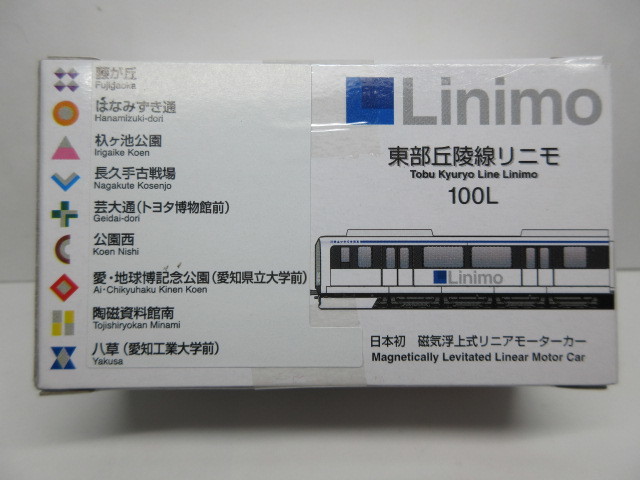 藤が丘
Fujigaoka
はなみずき通
Hanamizuki-dori
杁ヶ池公園
Irigaike Koen
長久手古戦場
Nagakute Kosenjo
芸大通(トヨタ博物館前)
Geidai-dori
公園西
Koen Nishi
愛・地球博記念公園(愛知県立大学前)
Ai・Chikyuhaku Kinen Koen
陶磁資料館南
Tojishiryokan Minami
八草(愛知工業大学前)
Yakusa
Linimo
東部丘陵線リニモ
Tobu Kyuryo Line Linimo
100L
Linimo
日本初 磁気浮上式リニアモーターカー
Magnetically Levitated Linear Motor Car